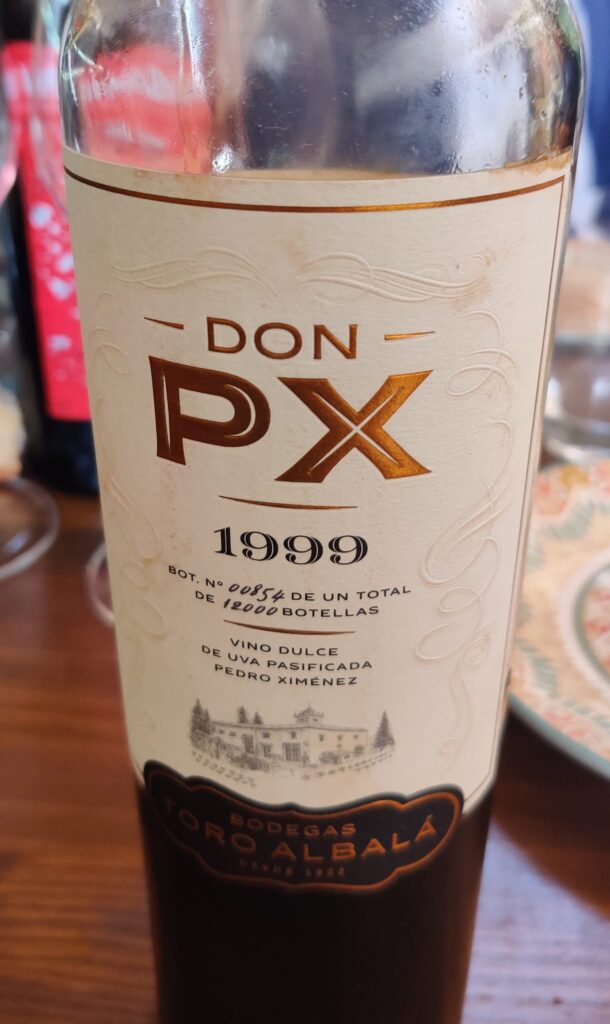 DON
PX
1999
BOT. Nº 00854 DE UN TOTAL
DE 12000 BOTELLAS
VINO DULCE
DE UVA PASIFICADA
PEDRO XIMÉNEZ
BODEGAS
TORO ALBALÁ
DESDE 1922